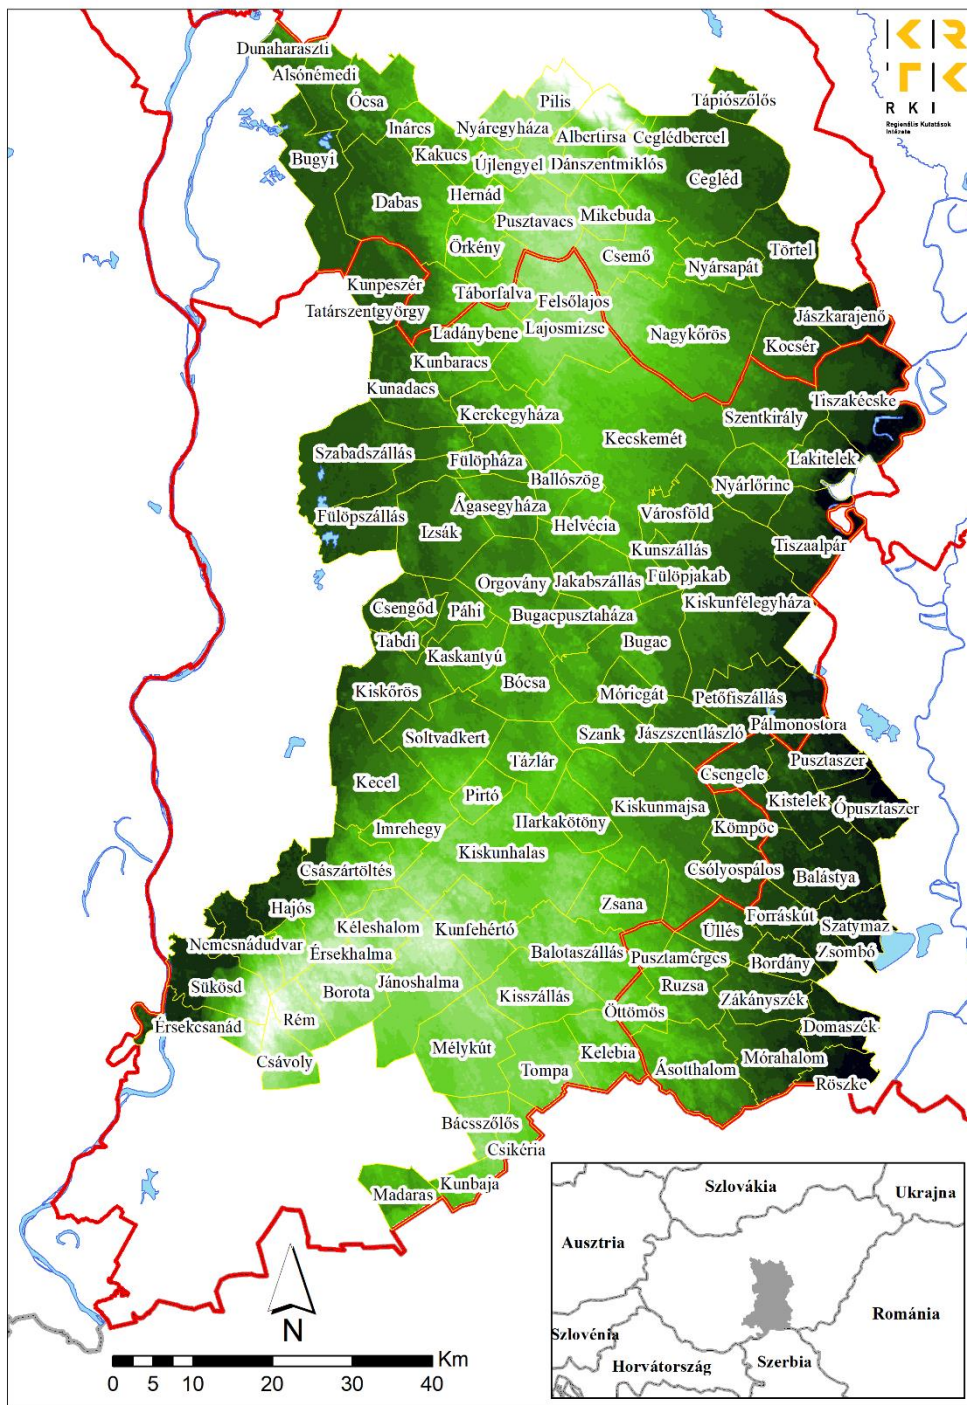 KR
TK
RKI
Regionális Kutatások
Intézete
Dunaharaszti
Alsónémedi
Ócsa
Pilis
Tápiószőlős
Inárcs
Nyáregyháza
Albertirsa
Ceglédbercel
Bugyi
Kakucs
Újlengyel
Dánszentmiklós
Cegléd
Dabas
Hernád
Pusztavacs
Mikebuda
Örkény
Csemő
Nyársapát
Törtel
Kunpeszér
Táborfalva
Felsőlajos
Tatárszentgyörgy
Ladánybene
Lajosmizse
Nagykőrös
Jászkarajenő
Kocsér
Kunbaracs
Kunadacs
Tiszakécske
Kerekegyháza
Szentkirály
Kecskemét
Szabadszállás
Fülöpháza
Lakitelek
Ballószög
Nyárlőrinc
Fülöpszállás
Ágasegyháza
Városföld
Izsák
Helvécia
Tiszaalpár
Kunszállás
Orgovány
Jakabszállás
Fülöpjakab
Csengőd
Páhi
Bugacpusztaháza
Kiskunfélegyháza
Tabdi
Kaskantyú
Bugac
Kiskőrös
Bócsa
Móricgát
Petőfiszállás
Soltvadkert
Szank
Jászszentlászló
Pálmonostora
Tázlár
Pusztaszer
Kecel
Csengele
Pirtó
Kiskunmajsa
Kistelek
Ópusztaszer
Imrehegy
Harkakötöny
Kömpöc
Kiskunhalas
Császártöltés
Csólyospálos
Balástya
Hajós
Zsana
Forráskút
Kéleshalom
Kunfehértó
Üllés
Szatymaz
Nemesnádudvar
Érsekhalma
Balotaszállás
Pusztamérges
Bordány
Zsombó
Sükösd
Borota
Jánoshalma
Kisszállás
Ruzsa
Zákányszék
Érsekcsanád
Rém
Öttömös
Domaszék
Csávoly
Mélykút
Kelebia
Mórahalom
Tompa
Ásotthalom
Röszke
Bácsszőlős
Csikéria
Kunbaja
Madaras
N
Km
0 5 10 20 30 40
Szlovákia
Ukrajna
Ausztria
Románia
Szlovénia
Horvátország
Szerbia